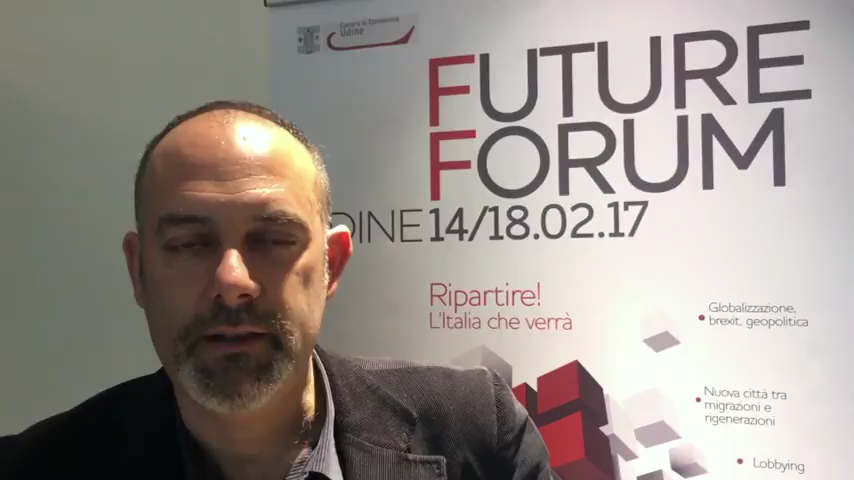 Camera di Commercio
Udine
FUTURE
FORUM
DINE 14/18.02.17
Ripartire!
L'Italia che verrà
Globalizzazione,
brexit, geopolitica
Nuova città tra
migrazioni e
rigenerazioni
Lobbying